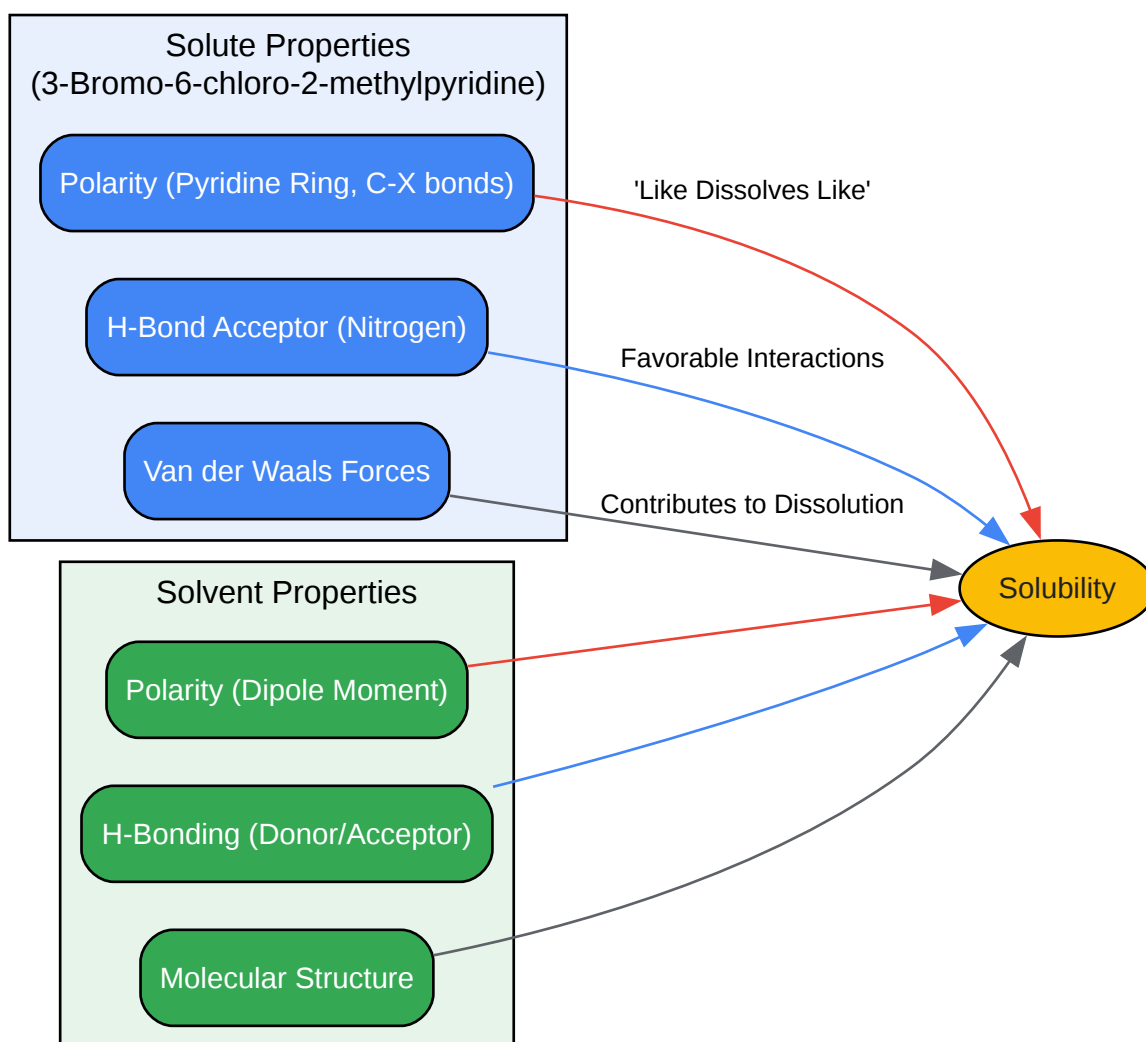 Solute Properties
(3-Bromo-6-chloro-2-methylpyridine)
Polarity (Pyridine Ring, C-X bonds)
'Like Dissolves Like'
H-Bond Acceptor (Nitrogen)
Favorable Interactions
Van der Waals Forces
Contributes to Dissolution
Solvent Properties
Solubility
Polarity (Dipole Moment)
H-Bonding (Donor/Acceptor)
Molecular Structure